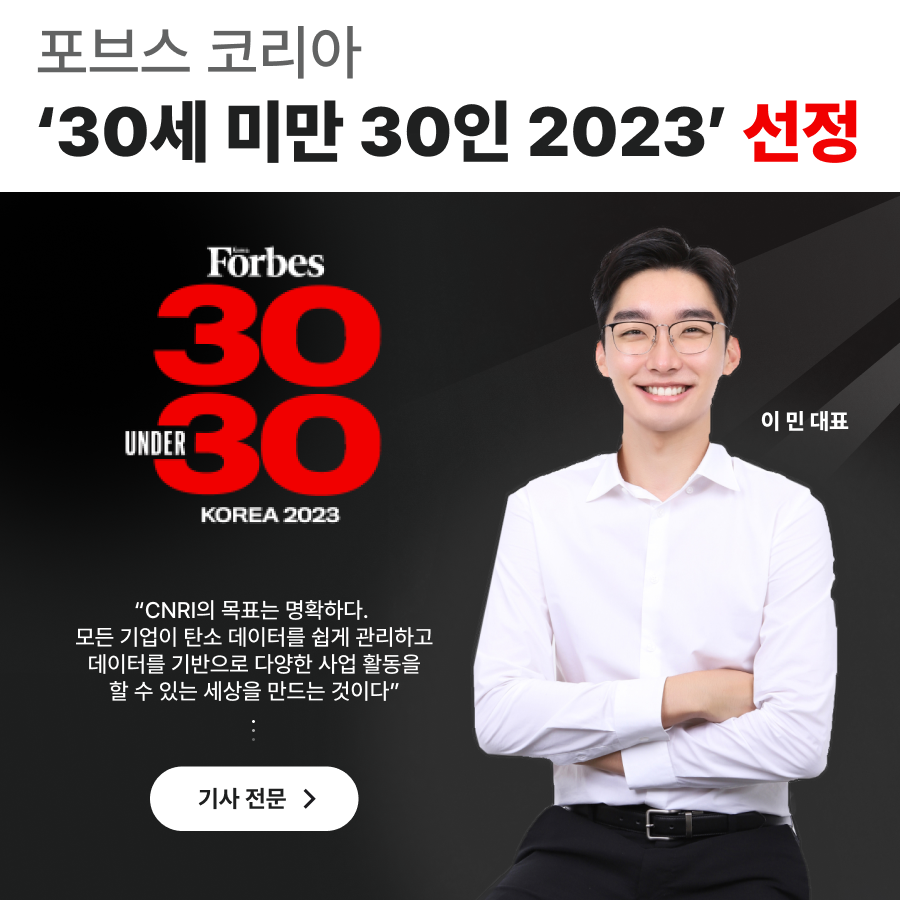 포브스 코리아
‘30세 미만 30인 2023’ 선정
Forbes
30
UNDER 30
KOREA 2023
이 민 대표
“CNRI의 목표는 명확하다.
모든 기업이 탄소 데이터를 쉽게 관리하고
데이터를 기반으로 다양한 사업 활동을
할 수 있는 세상을 만드는 것이다”
기사 전문